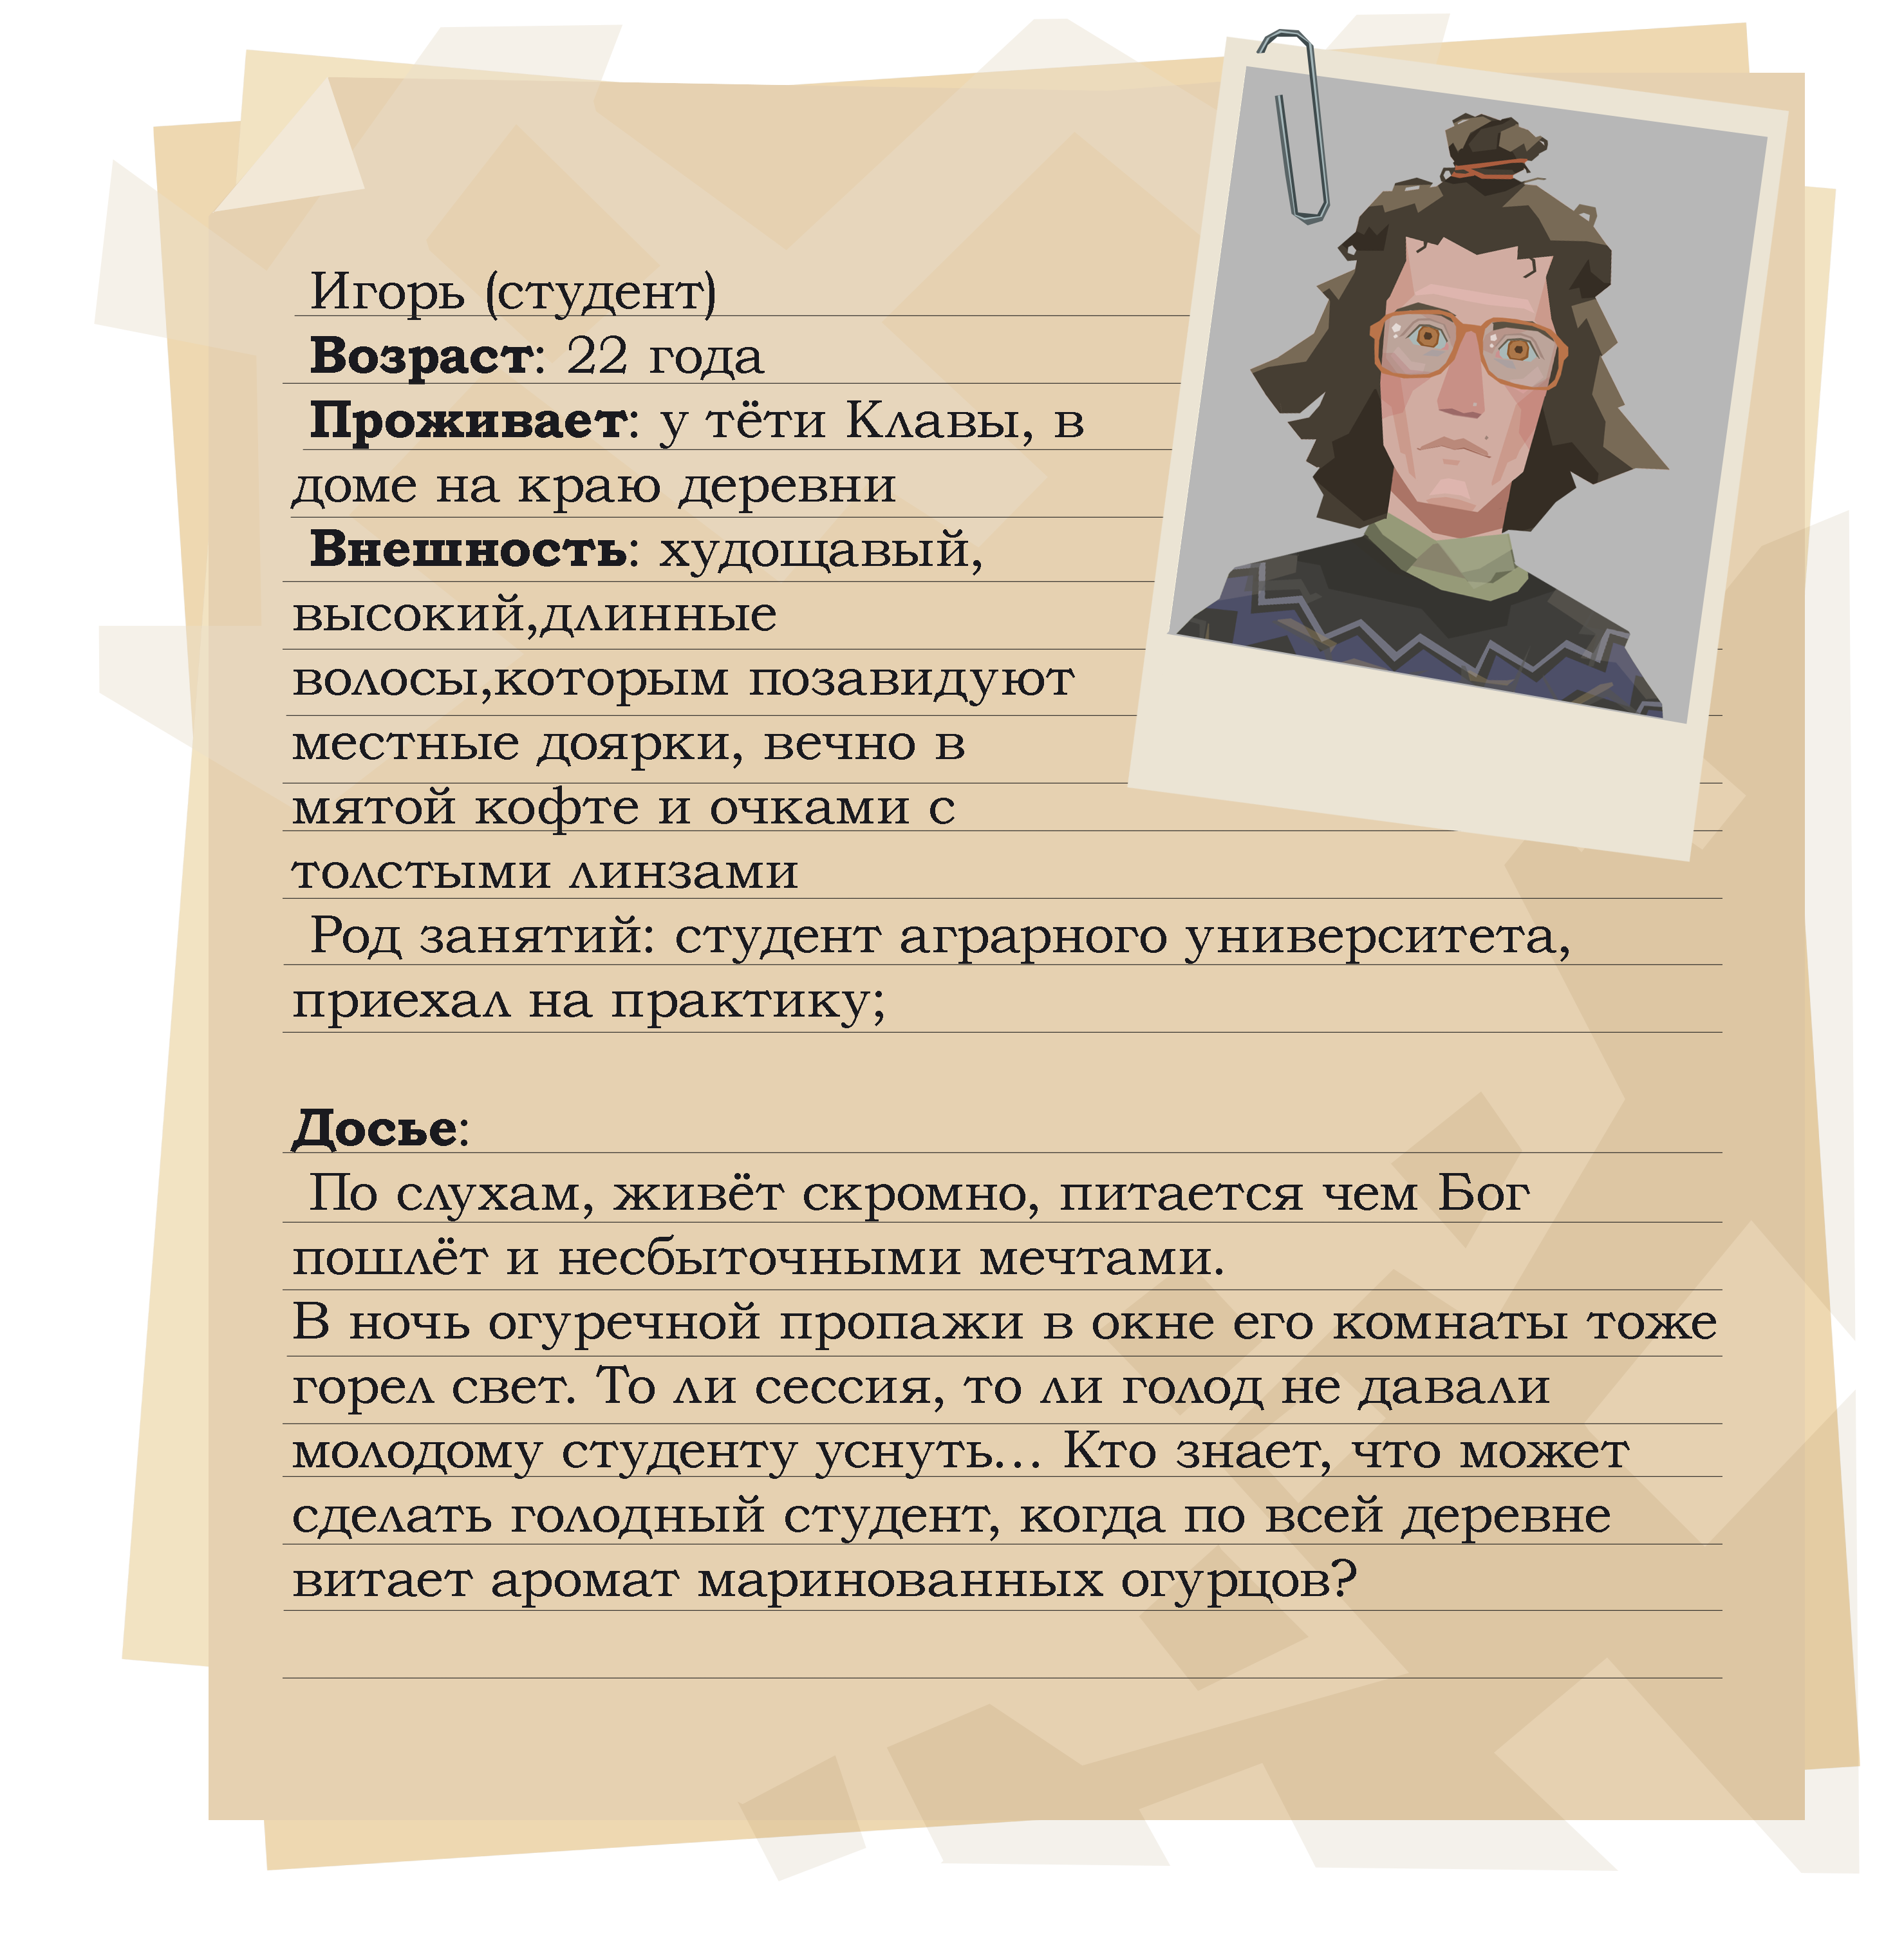 Игорь (студент)
Возраст: 22 года
Проживает: у тёти Клавы, в
доме на краю деревни
Внешность: худощавый,
высокий,длинные
волосы,которым позавидуют
местные доярки, вечно в
мятой кофте и очками с
толстыми линзами
Род занятий: студент аграрного университета,
приехал на практику;
Досье:
По слухам, живёт скромно, питается чем Бог
пошлёт и несбыточными мечтами.
В ночь огуречной пропажи в окне его комнаты тоже
горел свет. То ли сессия, то ли голод не давали
молодому студенту уснуть... Кто знает, что может
сделать голодный студент, когда по всей деревне
витает аромат маринованных огурцов?